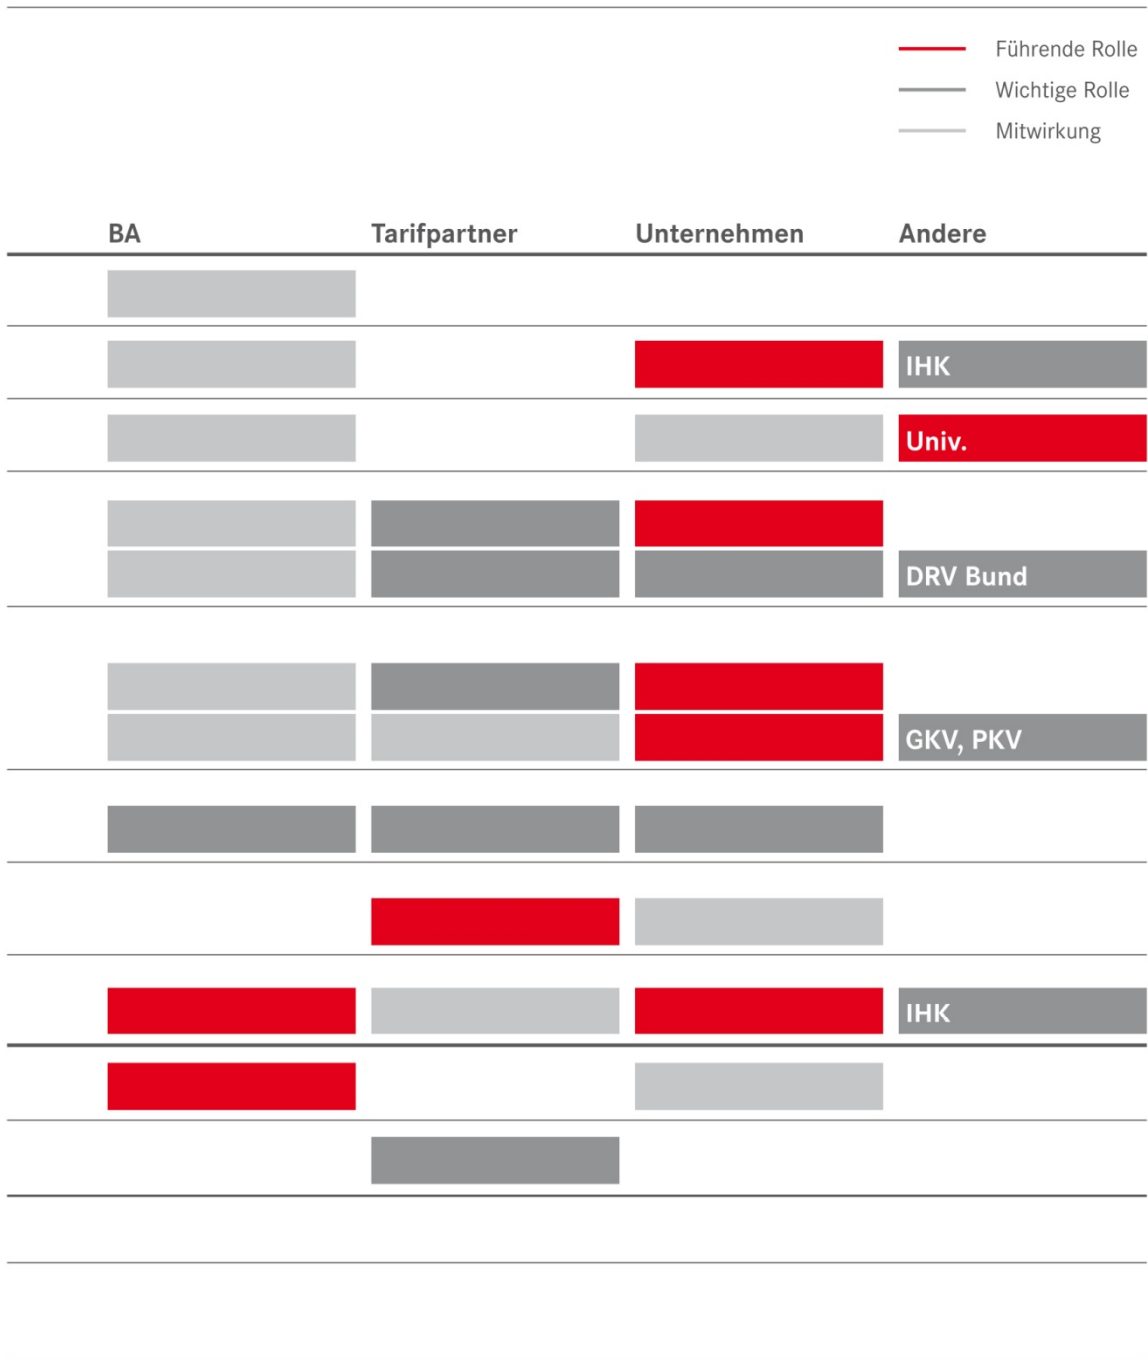 Führende Rolle
Wichtige Rolle
Mitwirkung
BA Tarifpartner Unternehmen Andere
IHK
Univ.
DRV Bund
GKV, PKV
IHK